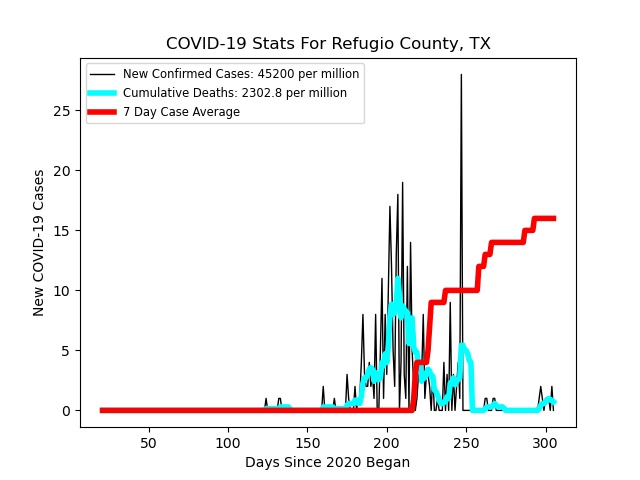 COVID-19 Stats For Refugio County, TX
New Confirmed Cases: 45200 per million
Cumulative Deaths: 2302.8 per million
7 Day Case Average
New COVID-19 Cases
25
20
15
10
5
0
50 100 150 200 250 300
Days Since 2020 Began